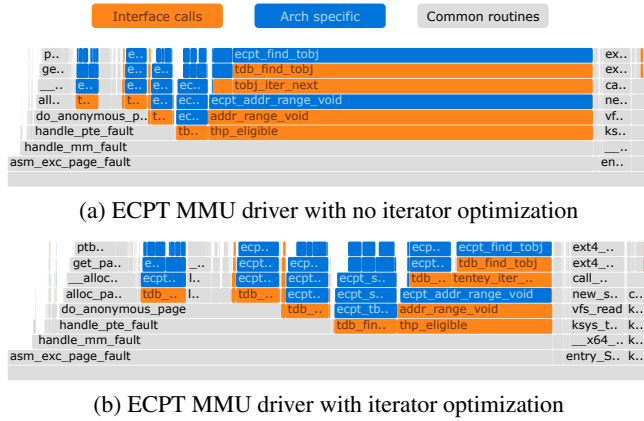 Interface calls Arch specific Common routines
p.. e.. ecpt_find_tobj ex..
ge.. e.. tdb_find_tobj ex..
__.. e.. e.. e.. ec.. tobj_iter_next ca..
all.. t.. t.. e.. ec.. ecpt_addr_range_void ne..
do_anonymous_p.. t.. ec.. addr_range_void vf..
handle_pte_fault tb.. thp_eligible ks..
handle_mm_fault __..
asm_exc_page_fault en..
(a) ECPT MMU driver with no iterator optimization
ptb.. ecp.. ecp.. ecpt_find_tobj ext4_..
get_pa.. e.. _.. ecpt.. ecp.. ecpt.. tdb_find_tobj ext4_..
__alloc.. ecpt.. l.. ecpt.. ecpt.. ecpt_s.. tdb_.. tentey_iter_.. call_..
alloc_pa.. tdb_.. l.. tdb_.. ecpt.. ecpt_s.. ecpt_addr_range_void new_s.. c..
do_anonymous_page tdb_.. ecpt_tb.. addr_range_void vfs_read k..
handle_pte_fault tdb_fin.. thp_eligible ksys_t.. k..
handle_mm_fault __x64_.. k..
asm_exc_page_fault entry_S.. k..
(b) ECPT MMU driver with iterator optimization